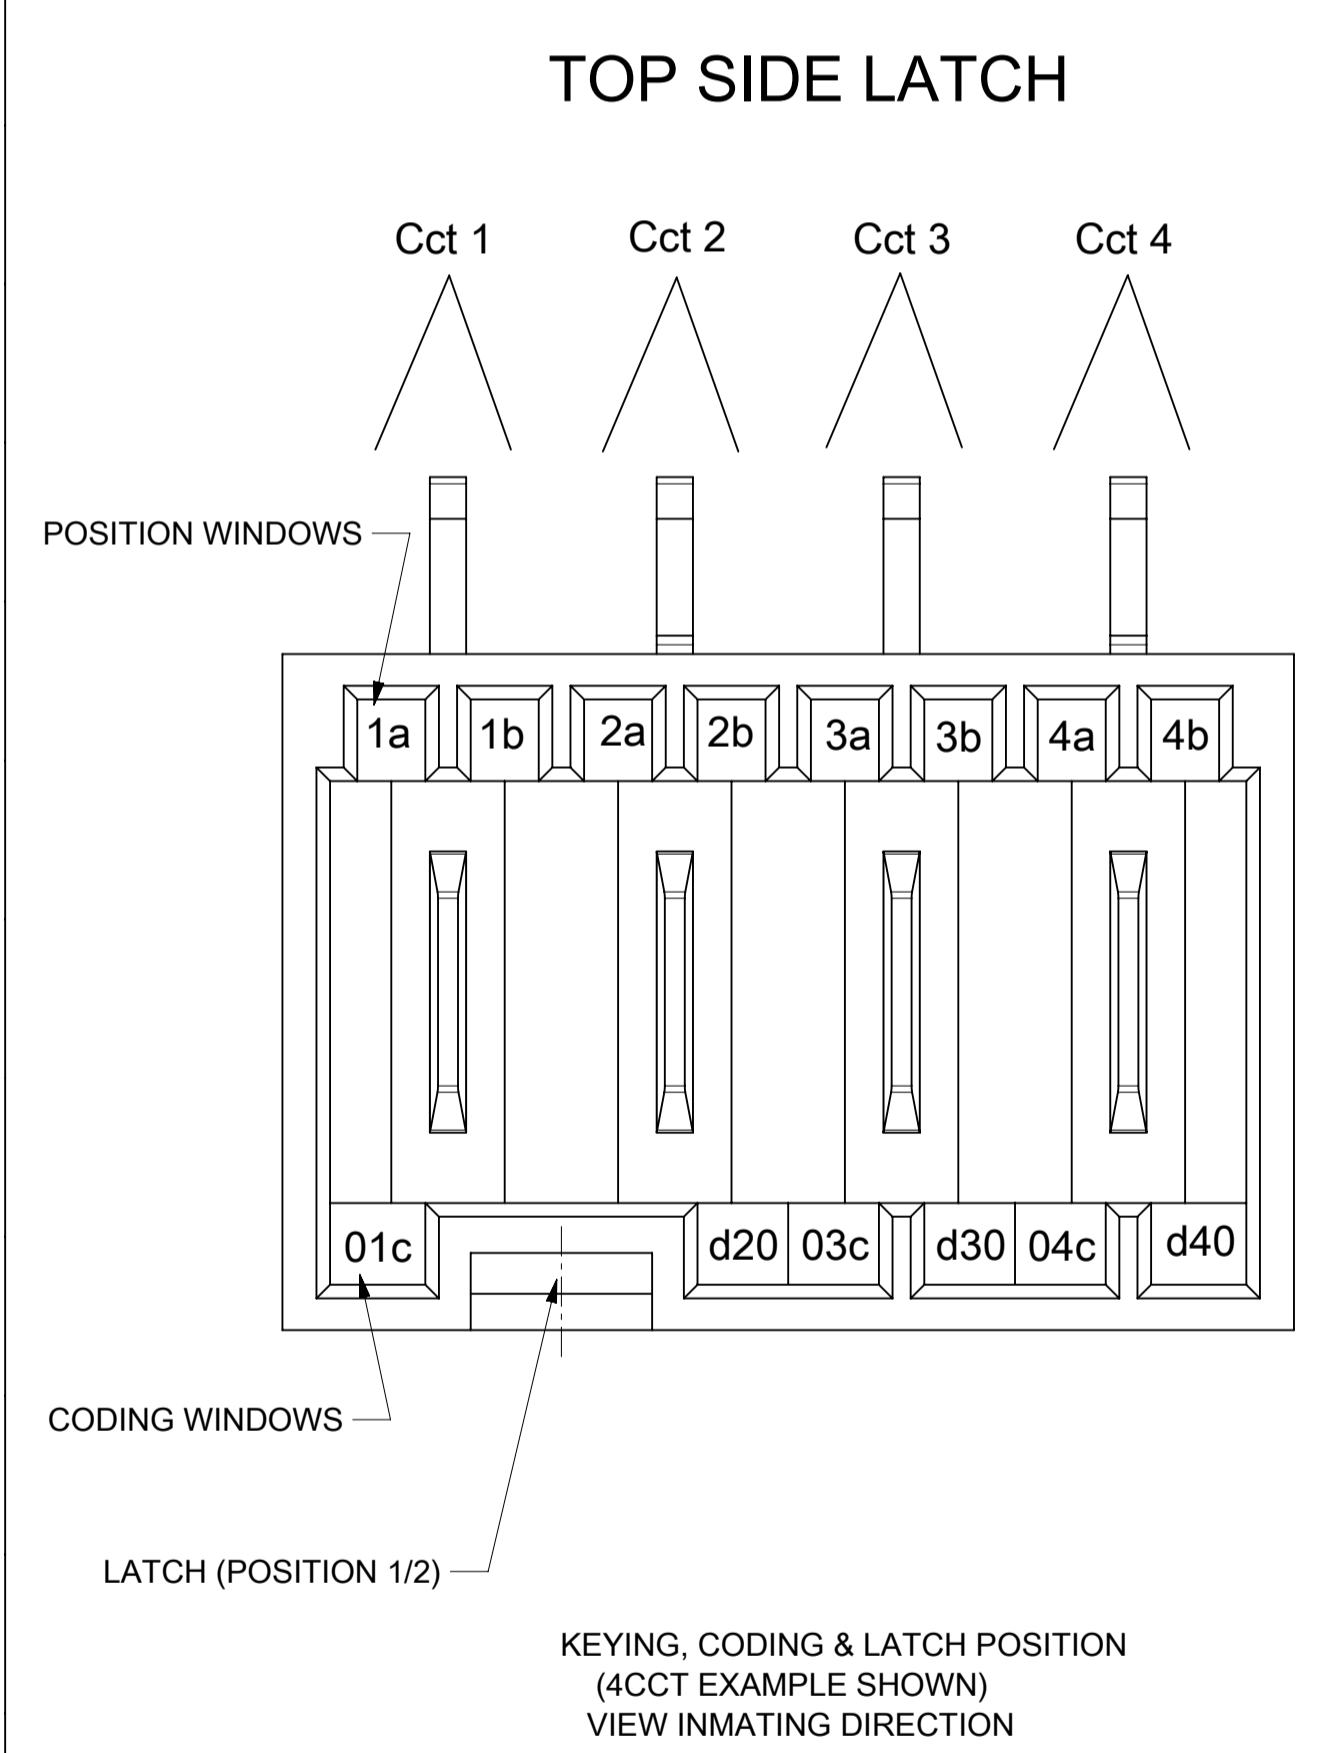 TOP SIDE LATCH
Cct 1 Cct 2 Cct 3 Cct 4
POSITION WINDOWS
1a 1b 2a 2b 3a 3b 4a 4b
01c d20 03c d30 04c d40
CODING WINDOWS
LATCH (POSITION 1/2)
KEYING, CODING & LATCH POSITION
(4CCT EXAMPLE SHOWN)
VIEW INMATING DIRECTION